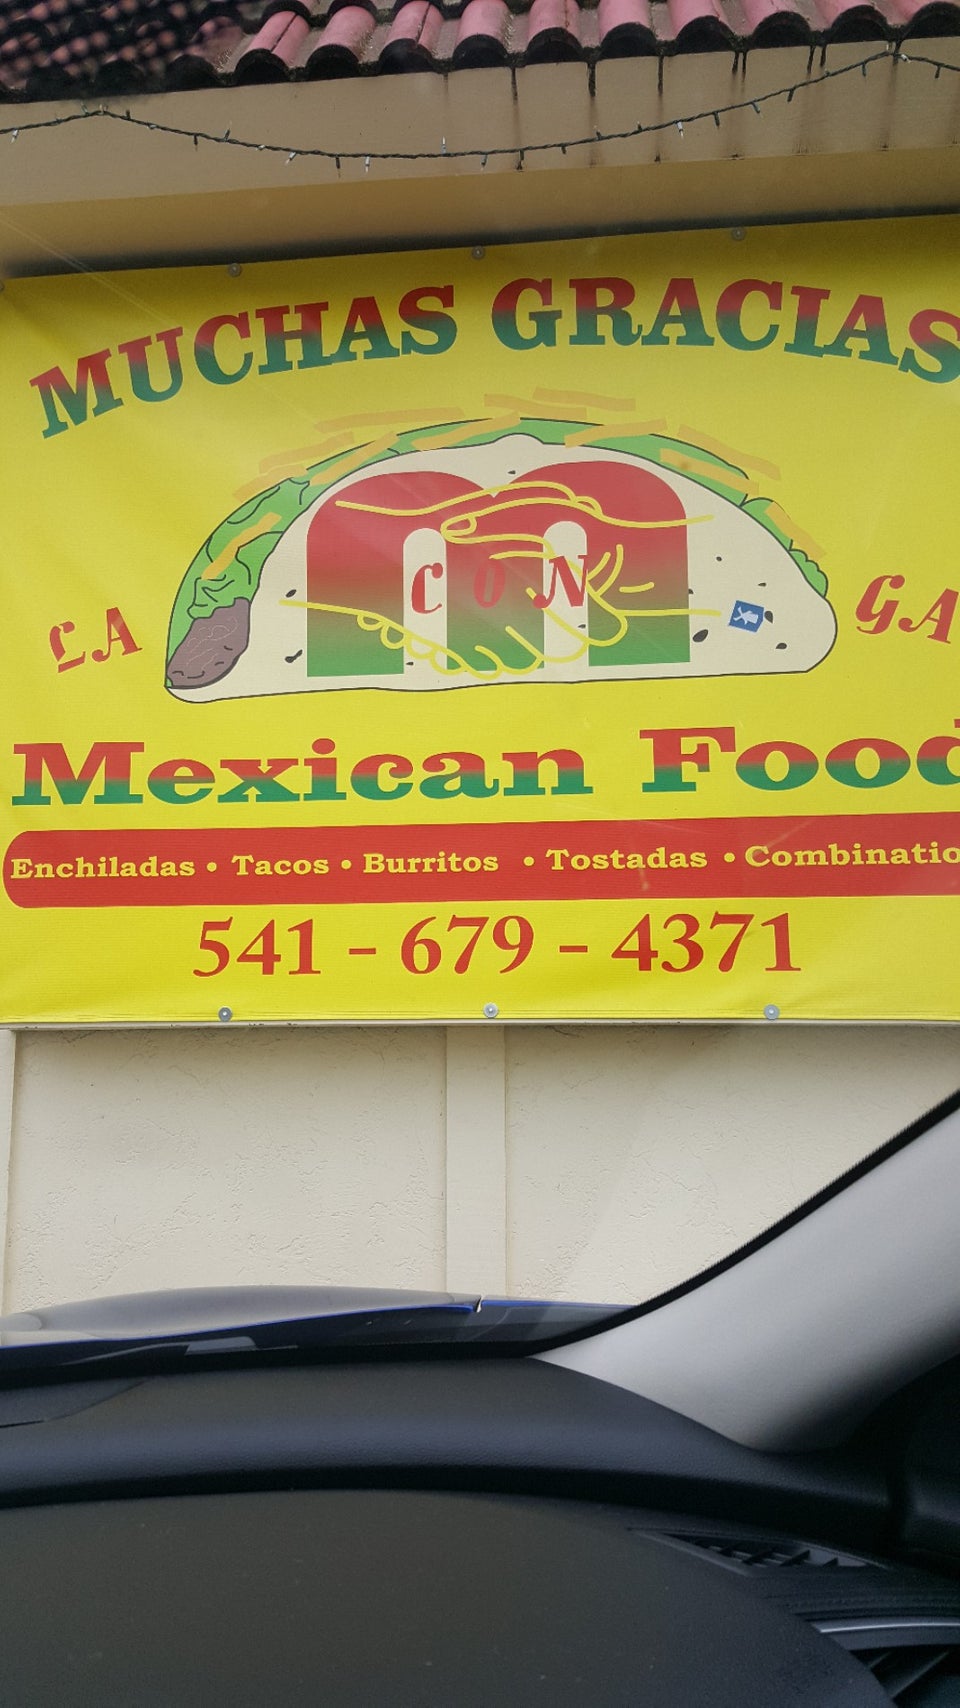 MUCHAS GRACIAS
LA CON GA
Mexican Food
Enchiladas • Tacos • Burritos • Tostadas • Combinatio
541 - 679 - 4371